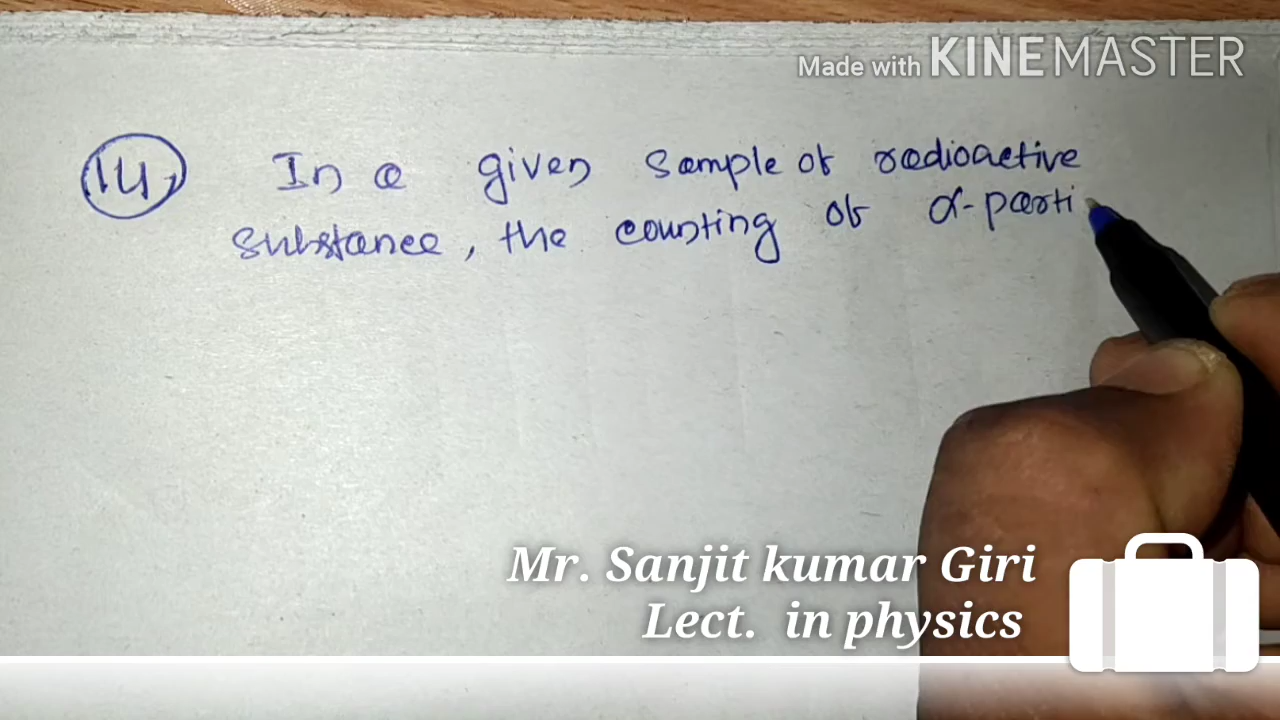 Made with KINEMASTER
14, In a given sample of radioactive
substance, the counting of α-parti
Mr. Sanjit kumar Giri
Lect. in physics